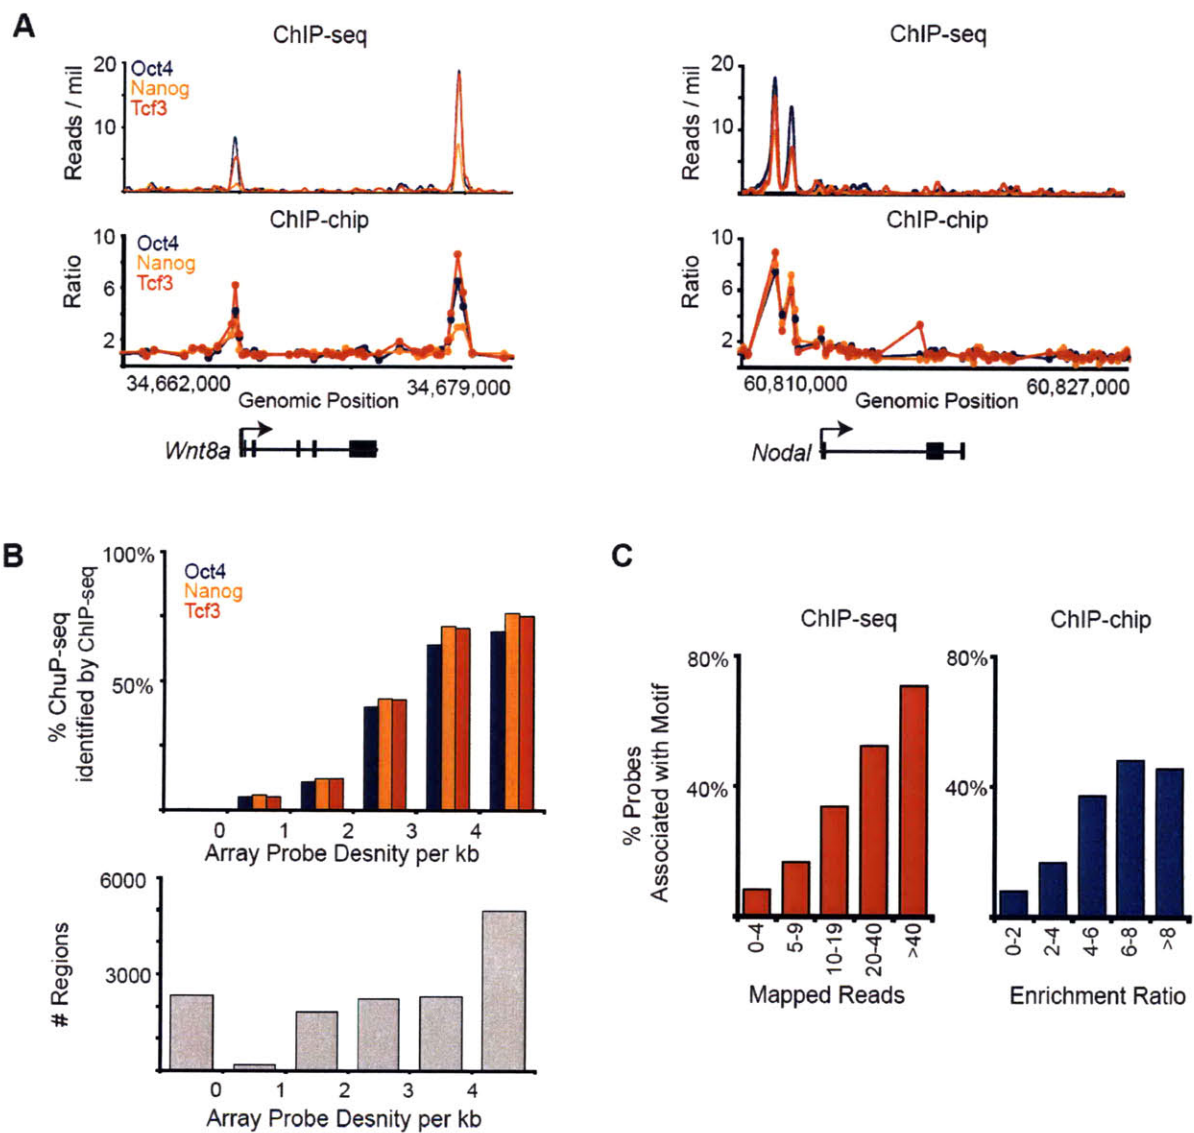 A
ChIP-seq
20
10
Reads / mil
Oct4
Nanog
Tcf3
ChIP-chip
10
6
2
Ratio
Oct4
Nanog
Tcf3
34,662,000
34,679,000
Genomic Position
Wnt8a
ChIP-seq
20
10
Reads / mil
ChIP-chip
10
6
2
Ratio
60,810,000
60,827,000
Genomic Position
Nodal
B
100%
50%
% ChuP-seq
identified by ChIP-seq
Oct4
Nanog
Tcf3
0 1 2 3 4
Array Probe Desnity per kb
6000
3000
# Regions
0 1 2 3 4
Array Probe Desnity per kb
C
ChIP-seq
80%
40%
% Probes
Associated with Motif
0-4
5-9
10-19
20-40
>40
Mapped Reads
ChIP-chip
80%
40%
0-2
2-4
4-6
6-8
>8
Enrichment Ratio